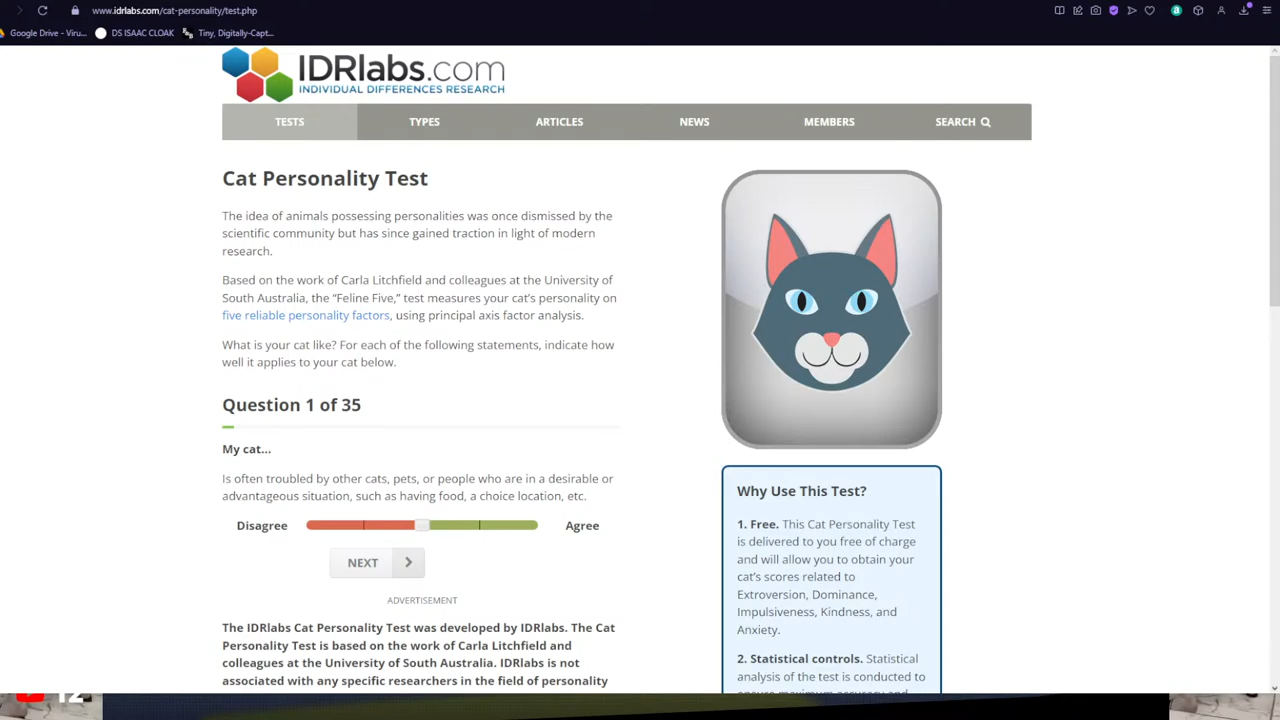 www.idrlabs.com/cat-personality/test.php
Google Drive - Viru...
DS ISAAC CLOAK
Tiny, Digitally-Capt...
IDRlabs.com
INDIVIDUAL DIFFERENCES RESEARCH
TESTS
TYPES
ARTICLES
NEWS
MEMBERS
SEARCH
Cat Personality Test
The idea of animals possessing personalities was once dismissed by the
scientific community but has since gained traction in light of modern
research.
Based on the work of Carla Litchfield and colleagues at the University of
South Australia, the “Feline Five,” test measures your cat’s personality on
five reliable personality factors, using principal axis factor analysis.
What is your cat like? For each of the following statements, indicate how
well it applies to your cat below.
Question 1 of 35
My cat...
Is often troubled by other cats, pets, or people who are in a desirable or
advantageous situation, such as having food, a choice location, etc.
Disagree
Agree
NEXT
ADVERTISEMENT
The IDRlabs Cat Personality Test was developed by IDRlabs. The Cat
Personality Test is based on the work of Carla Litchfield and
colleagues at the University of South Australia. IDRlabs is not
associated with any specific researchers in the field of personality
Why Use This Test?
1. Free. This Cat Personality Test
is delivered to you free of charge
and will allow you to obtain your
cat’s scores related to
Extroversion, Dominance,
Impulsiveness, Kindness, and
Anxiety.
2. Statistical controls. Statistical
analysis of the test is conducted to
ensure maximum accuracy and